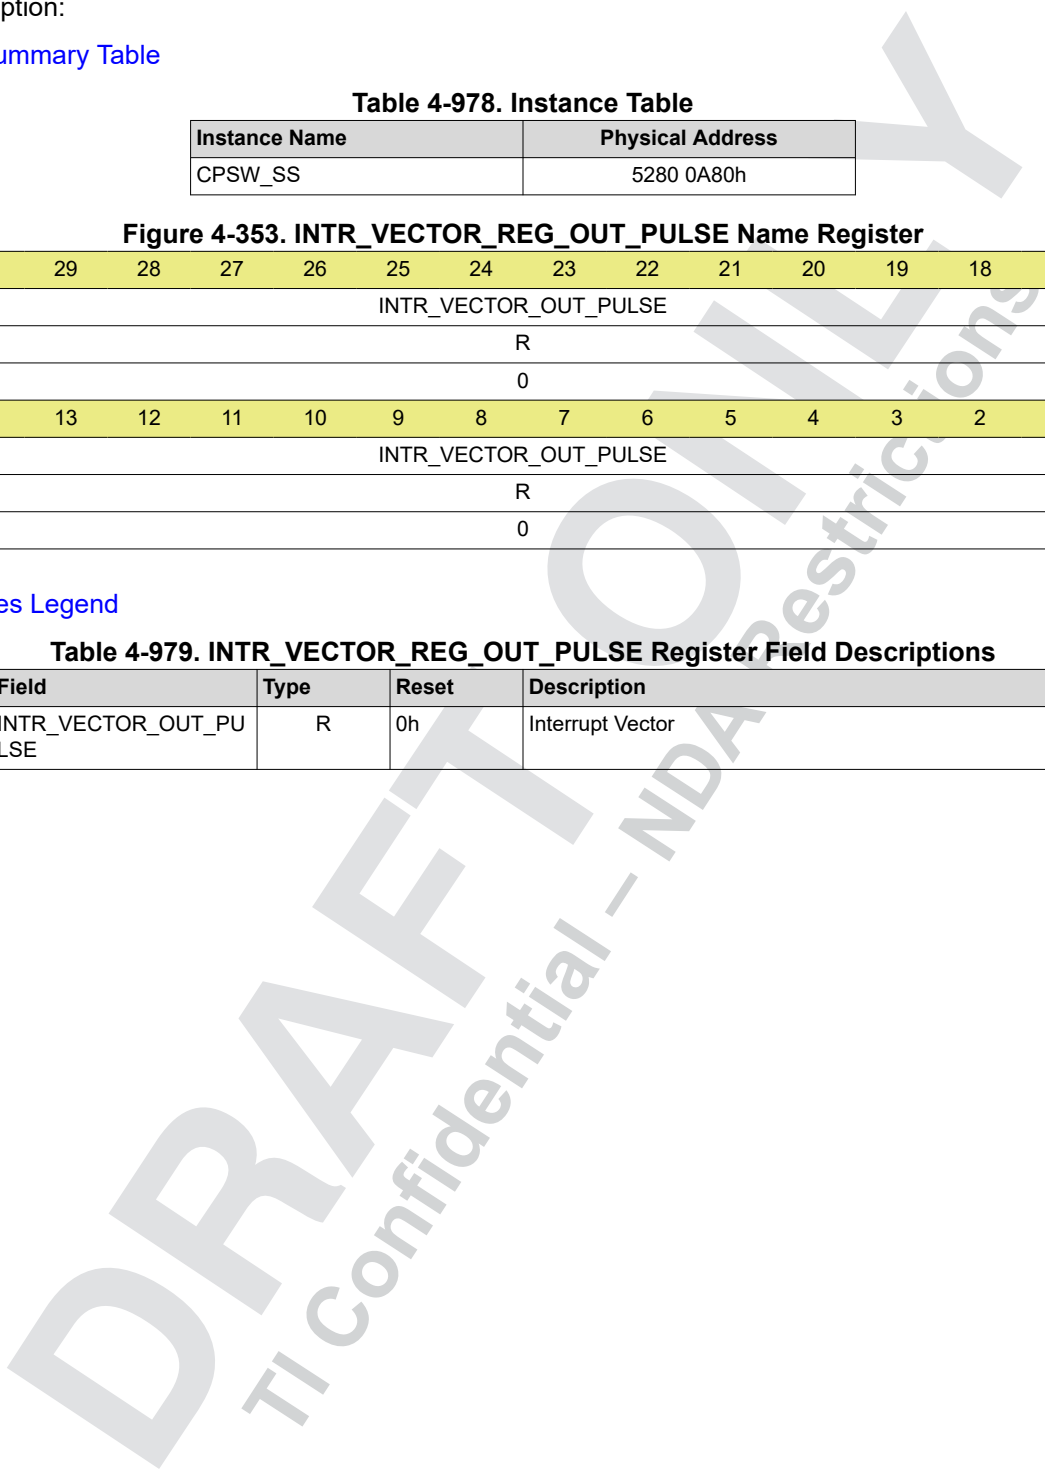 ption:
ummary Table
Table 4-978. Instance Table
Instance Name Physical Address
CPSW_SS 5280 0A80h
Figure 4-353. INTR_VECTOR_REG_OUT_PULSE Name Register
29 28 27 26 25 24 23 22 21 20 19 18
INTR_VECTOR_OUT_PULSE
R
0
13 12 11 10 9 8 7 6 5 4 3 2
INTR_VECTOR_OUT_PULSE
R
0
es Legend
Table 4-979. INTR_VECTOR_REG_OUT_PULSE Register Field Descriptions
Field Type Reset Description
INTR_VECTOR_OUT_PU R 0h Interrupt Vector
LSE
DRAFT ONLY
TI Confidential – NDA Restrictions